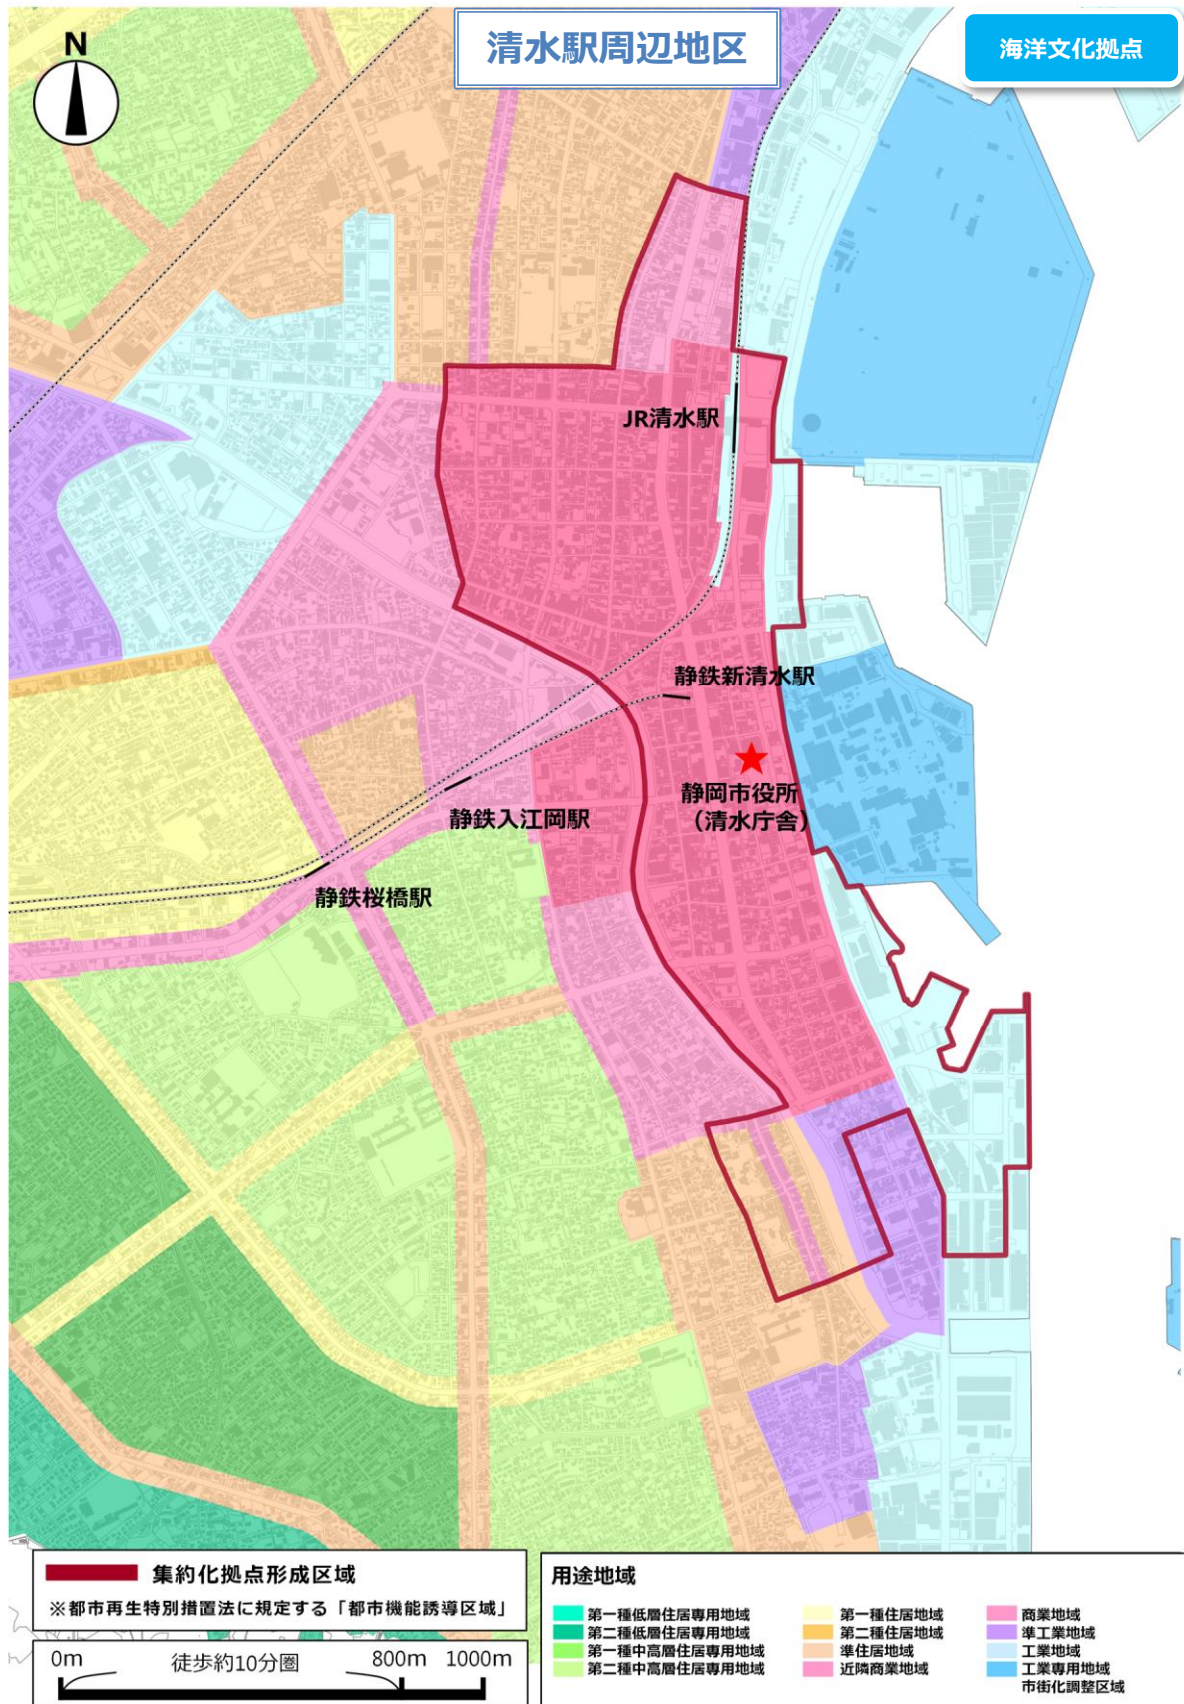 清水駅周辺地区
海洋文化拠点
N
JR清水駅
静鉄新清水駅
静岡市役所
（清水庁舎）
静鉄入江岡駅
静鉄桜橋駅
集約化拠点形成区域
※都市再生特別措置法に規定する「都市機能誘導区域」
0m 徒歩約10分圏 800m 1000m
用途地域
第一種低層住居専用地域
第二種低層住居専用地域
第一種中高層住居専用地域
第二種中高層住居専用地域
第一種住居地域
第二種住居地域
準住居地域
近隣商業地域
商業地域
準工業地域
工業地域
工業専用地域
市街化調整区域